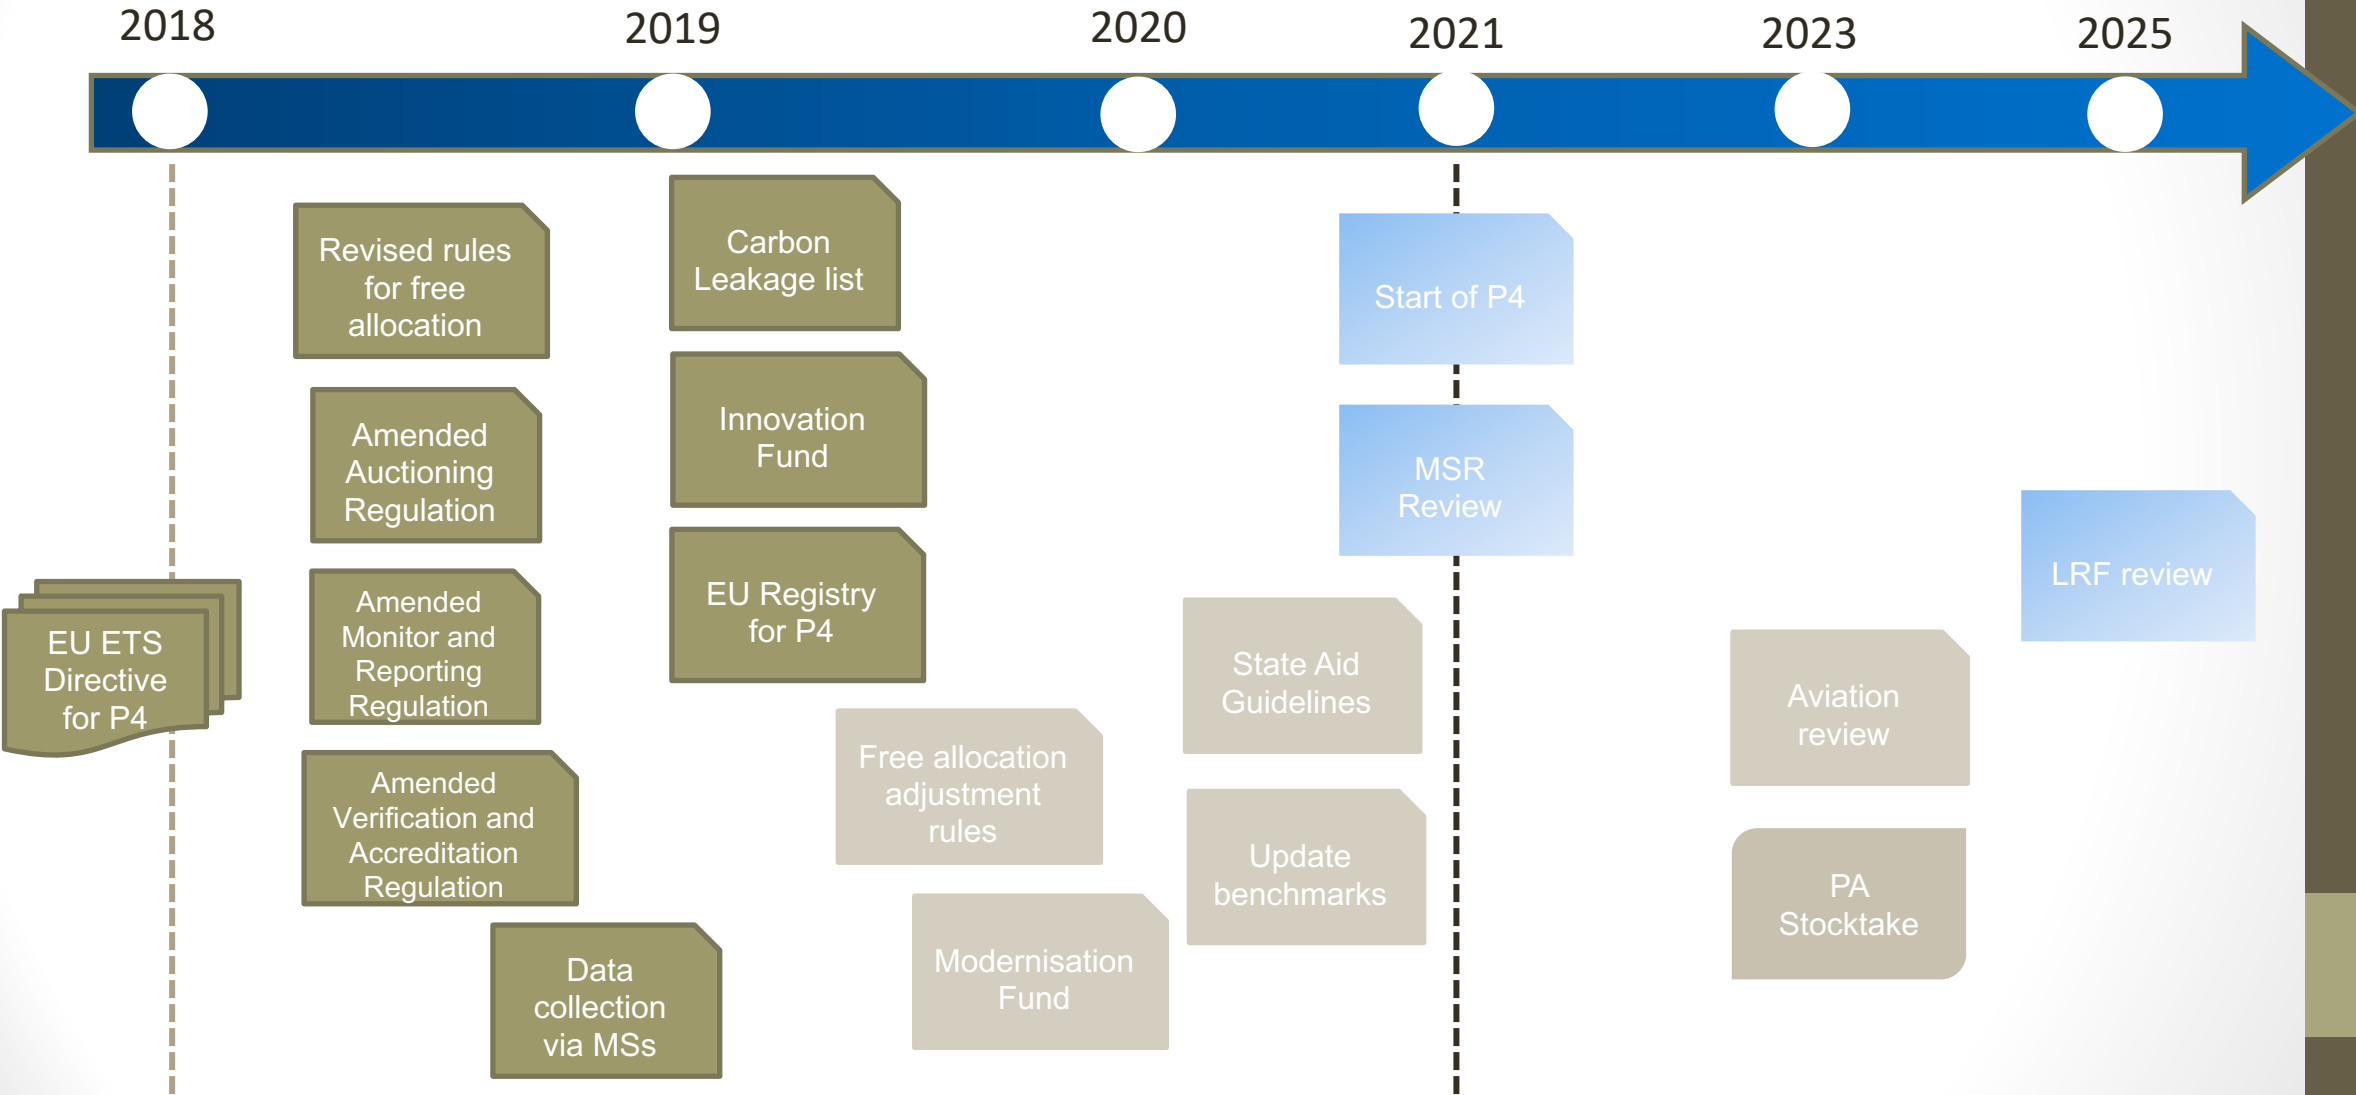 2018
2019
2020
2021
2023
2025
EU ETS
Directive
for P4
Revised rules
for free
allocation
Amended
Auctioning
Regulation
Amended
Monitor and
Reporting
Regulation
Amended
Verification and
Accreditation
Regulation
Data
collection
via MSs
Carbon
Leakage list
Innovation
Fund
EU Registry
for P4
Free allocation
adjustment
rules
Modernisation
Fund
State Aid
Guidelines
Update
benchmarks
Start of P4
MSR
Review
Aviation
review
PA
Stocktake
LRF review